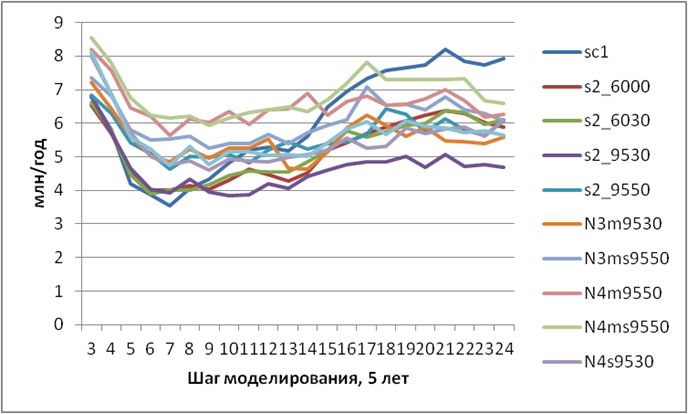 9
8
7
6
5
4
3
2
1
0
млн/год
3 4 5 6 7 8 9 10 11 12 13 14 15 16 17 18 19 20 21 22 23 24
Шаг моделирования, 5 лет
sc1
s2_6000
s2_6030
s2_9530
s2_9550
N3m9530
N3ms9550
N4m9550
N4ms9550
N4s9530